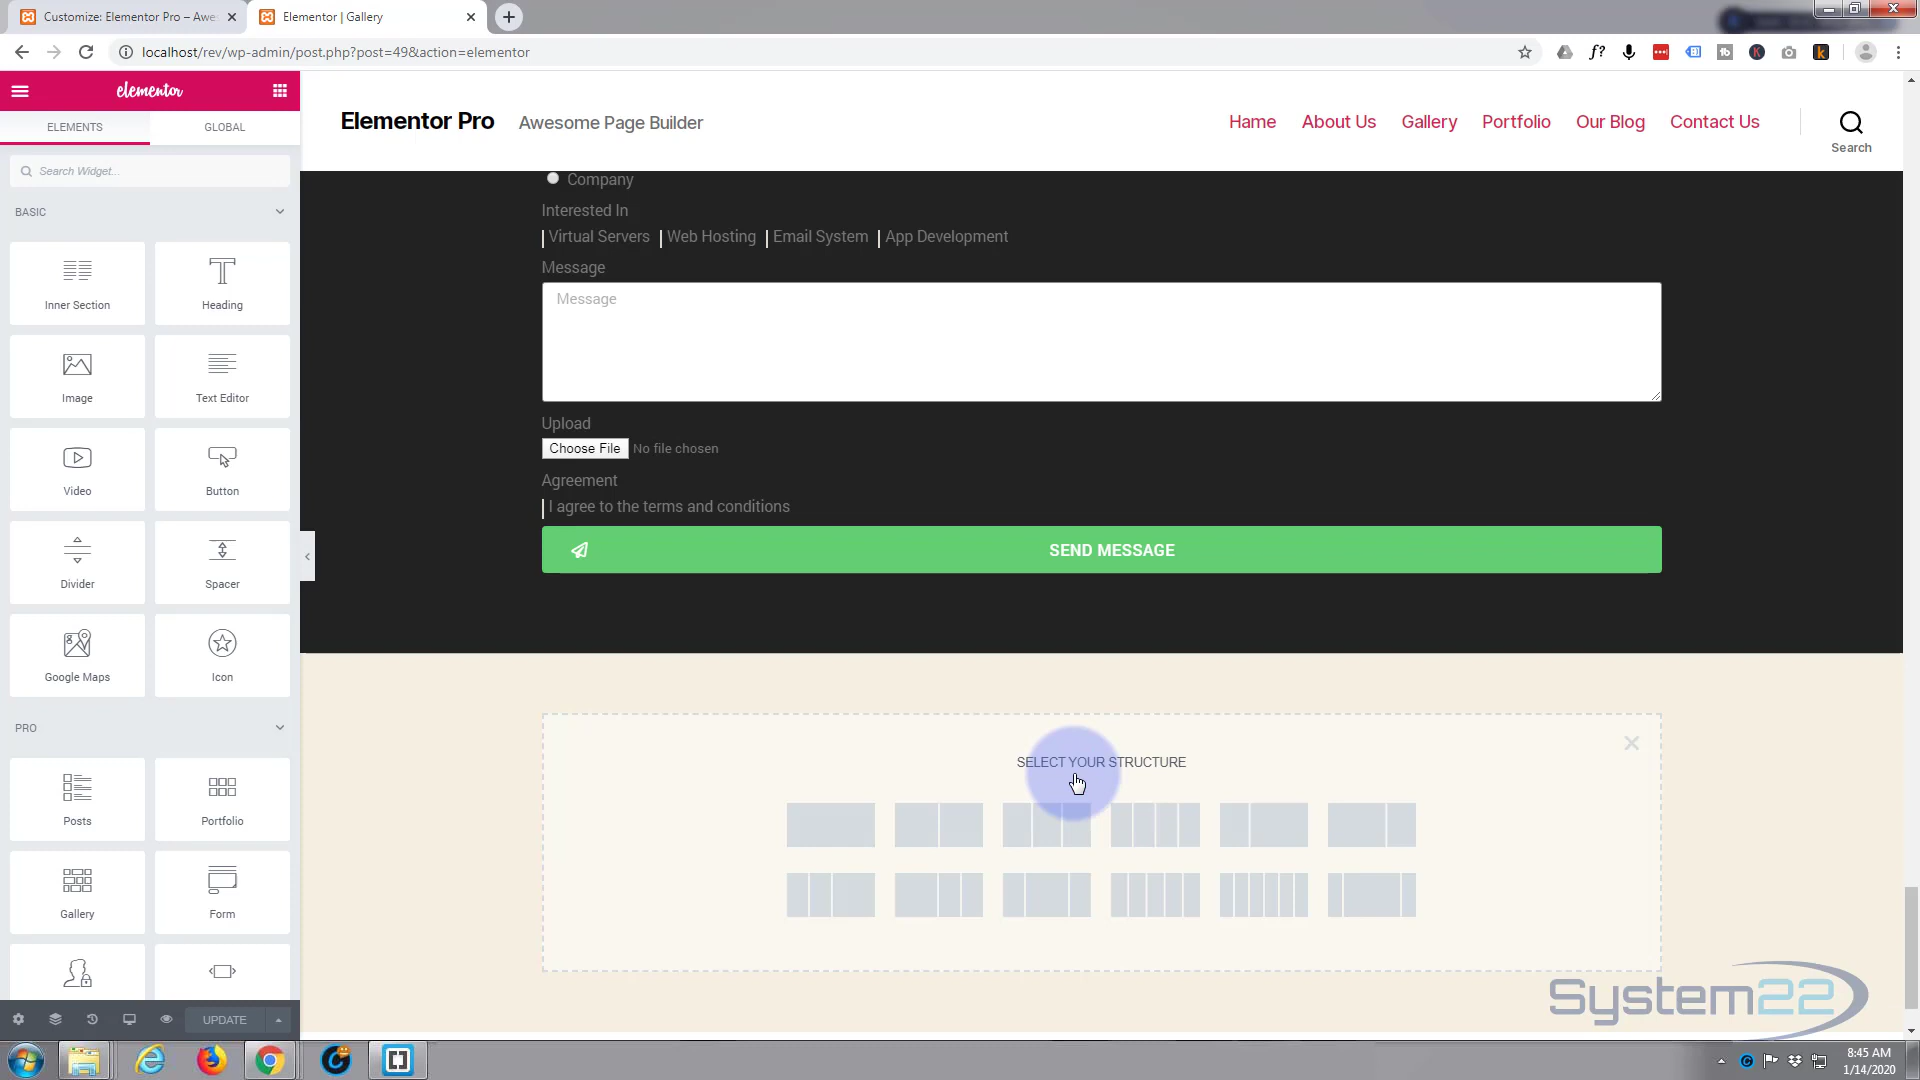 Customize: Elementor Pro – Awes
Elementor | Gallery
localhost/rev/wp-admin/post.php?post=49&action=elementor
elementor
ELEMENTS
GLOBAL
Search Widget...
BASIC
Inner Section
Heading
Image
Text Editor
Video
Button
Divider
Spacer
Google Maps
Icon
PRO
Posts
Portfolio
Gallery
Form
UPDATE
Elementor Pro
Awesome Page Builder
Home
About Us
Gallery
Portfolio
Our Blog
Contact Us
Search
Company
Interested In
Virtual Servers
Web Hosting
Email System
App Development
Message
Message
Upload
Choose File
No file chosen
Agreement
I agree to the terms and conditions
SEND MESSAGE
SELECT YOUR STRUCTURE
System22
8:45 AM
1/14/2020